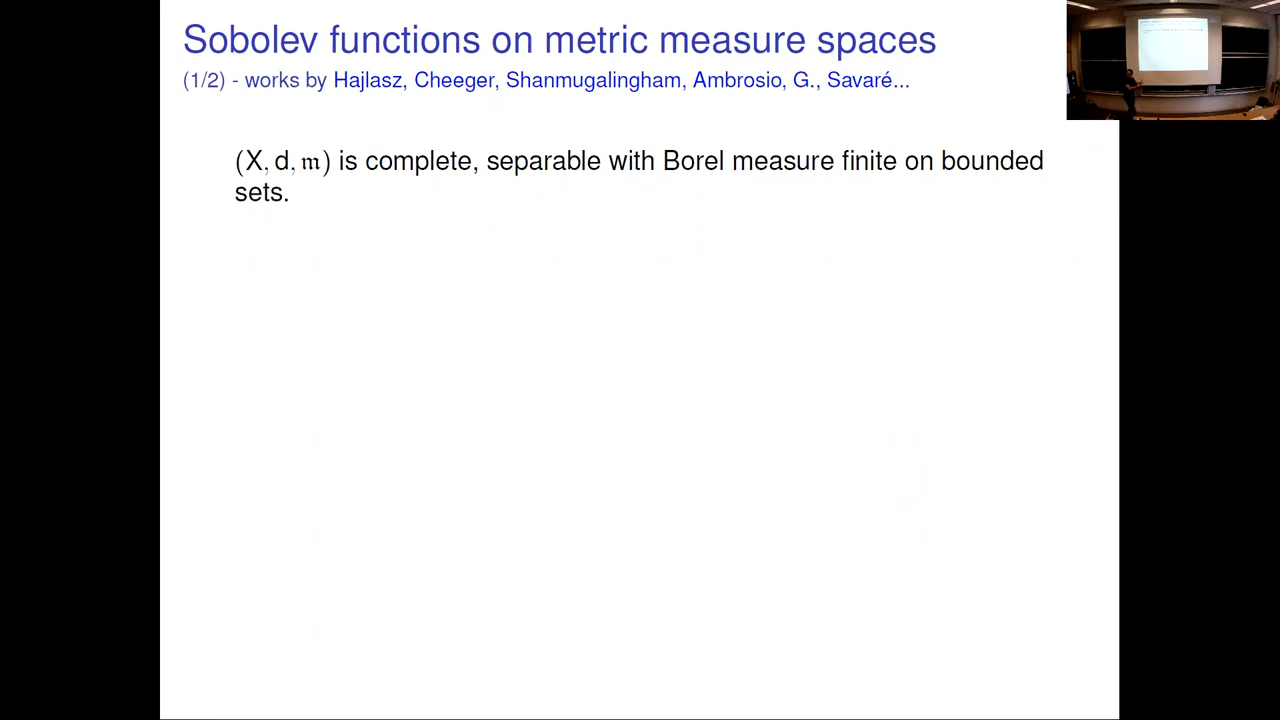 Sobolev functions on metric measure spaces
(1/2) - works by Hajlasz, Cheeger, Shanmugalingham, Ambrosio, G., Savaré...
(X, d, 𝔪) is complete, separable with Borel measure finite on bounded
sets.